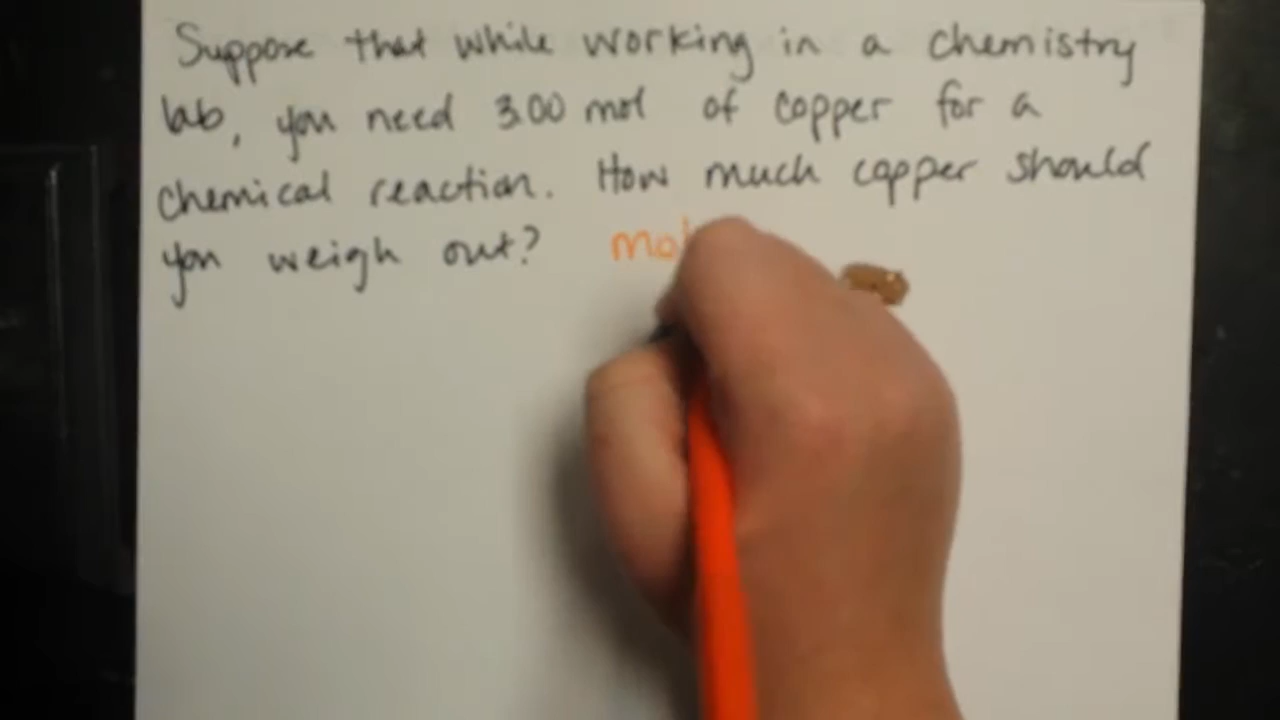 Suppose that while working in a chemistry
lab, you need 3.00 mol of copper for a
chemical reaction. How much copper should
you weigh out? mol